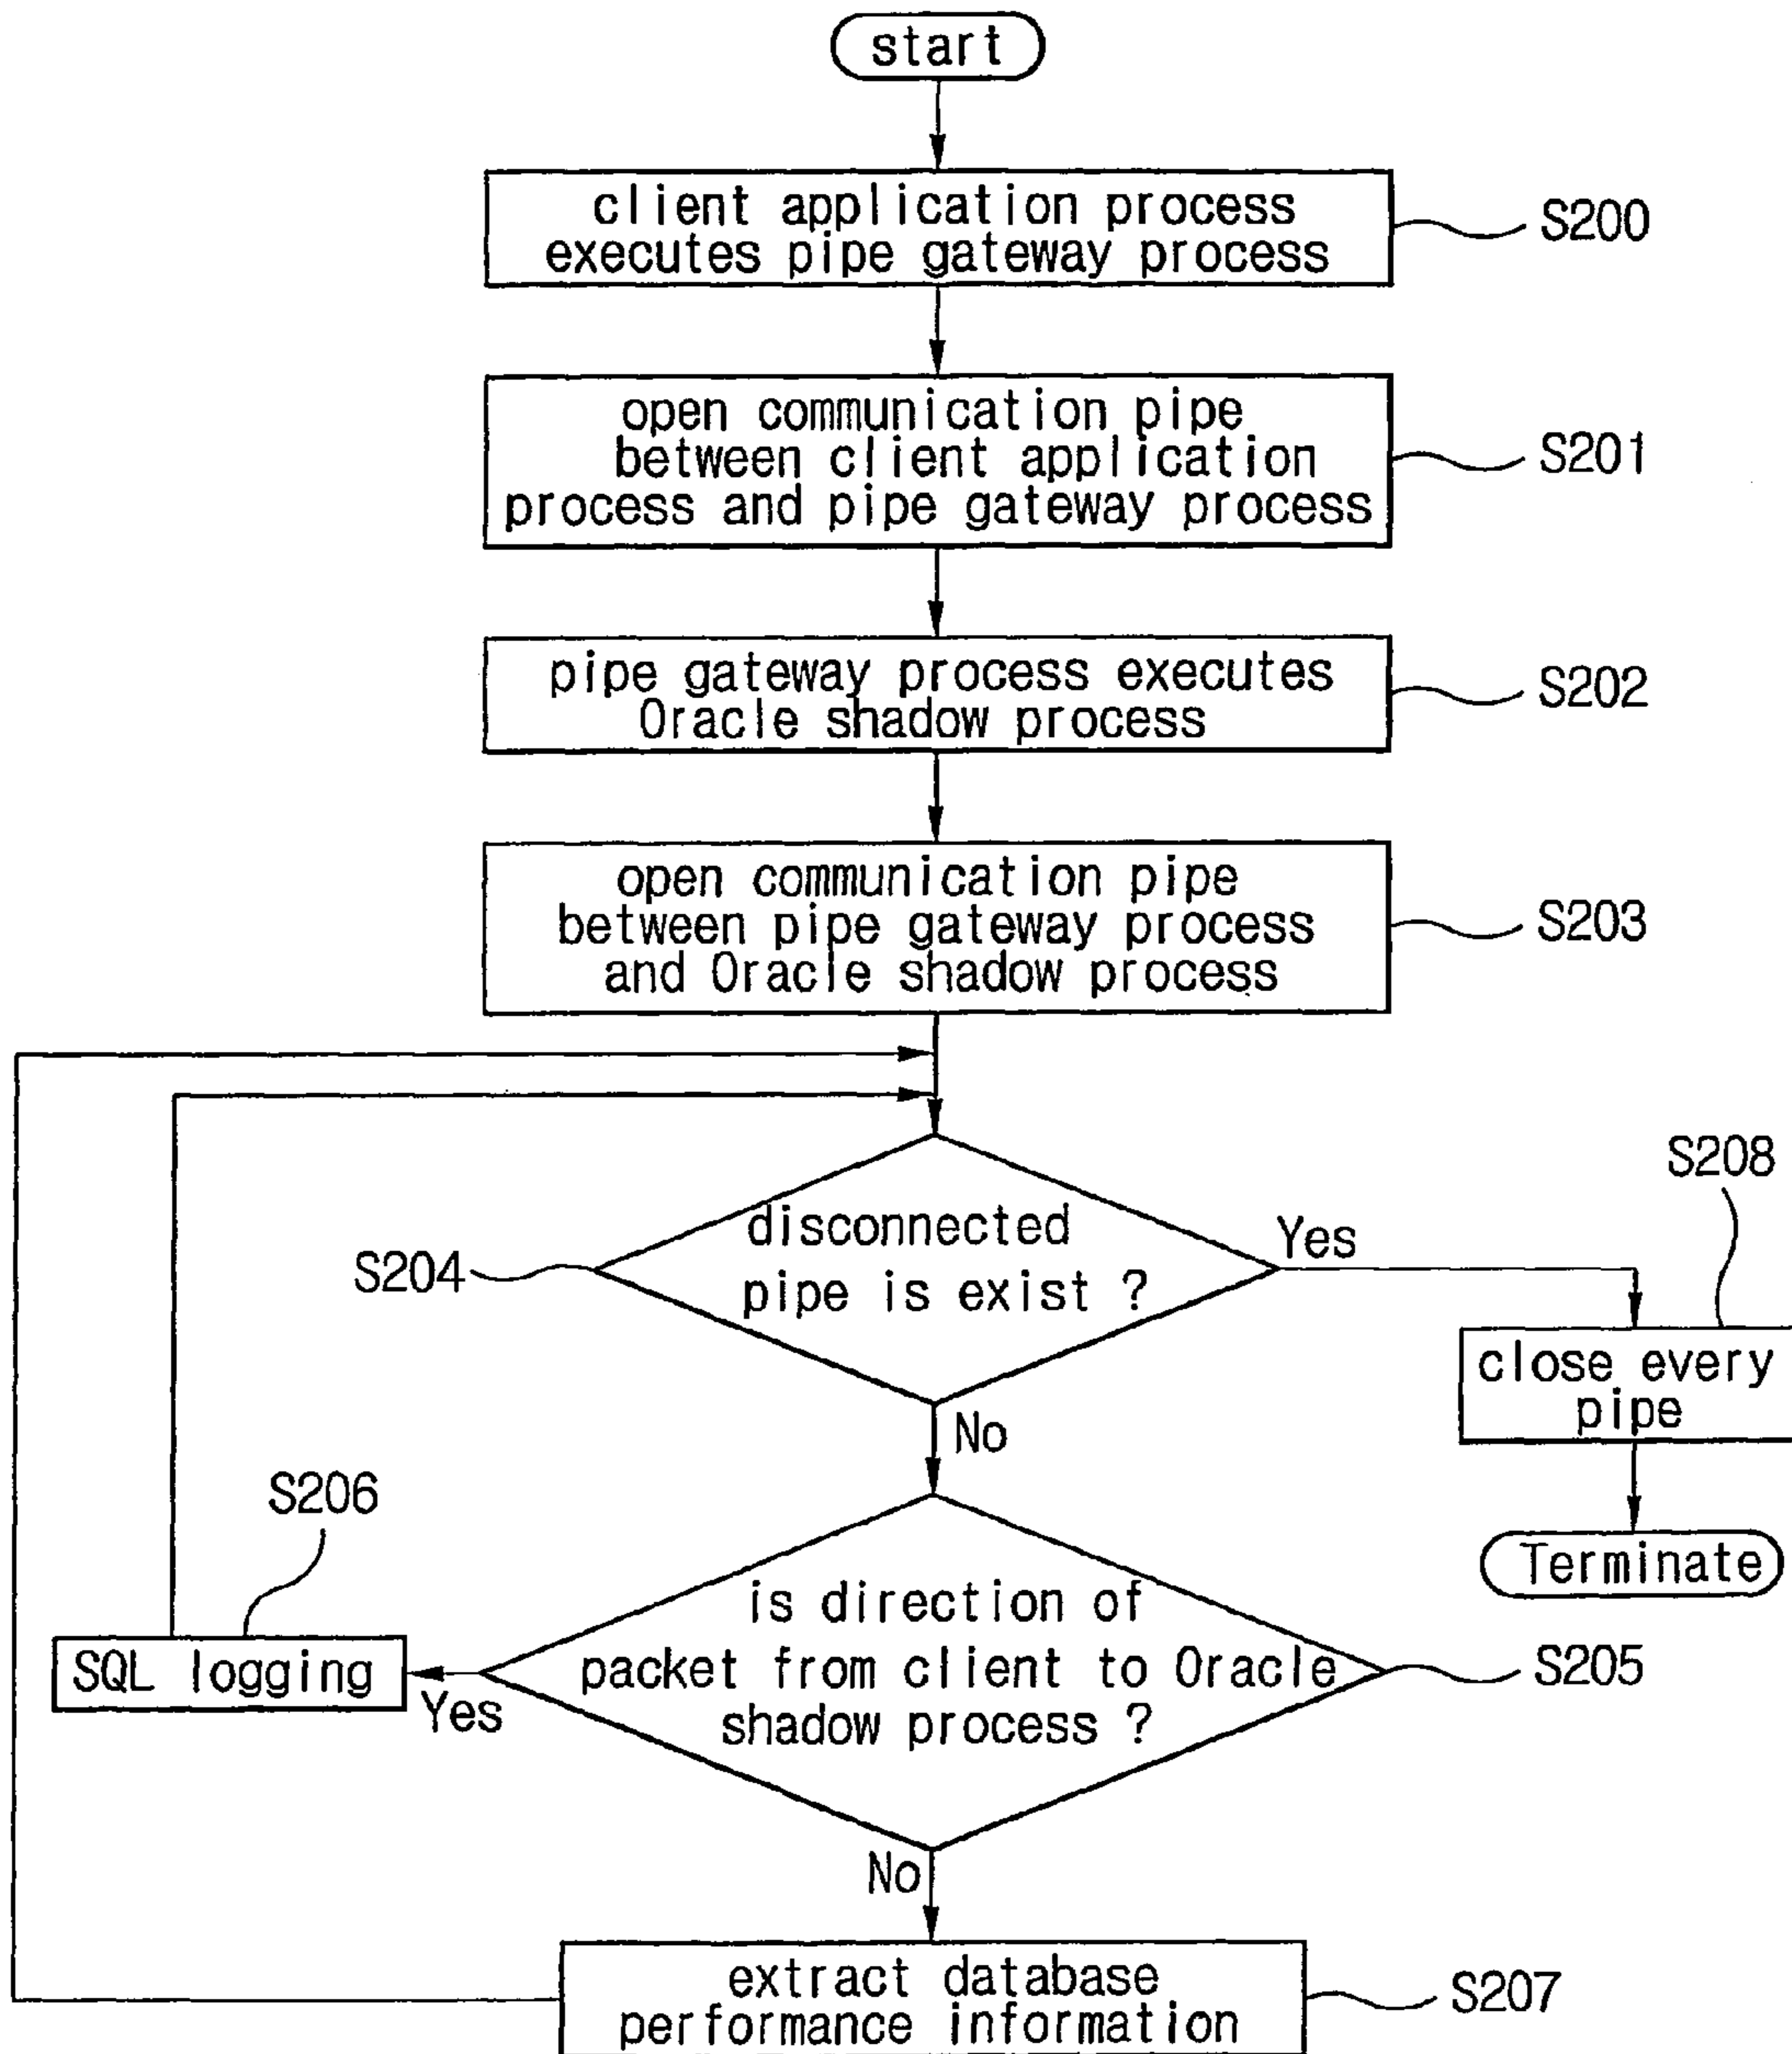 start
client application process
executes pipe gateway process
S200
open communication pipe
between client application
process and pipe gateway process
S201
pipe gateway process executes
Oracle shadow process
S202
open communication pipe
between pipe gateway process
and Oracle shadow process
S203
disconnected
pipe is exist ?
S204
Yes
S208
close every
pipe
Terminate
No
is direction of
packet from client to Oracle
shadow process ?
S205
Yes
S206
SQL logging
No
extract database
performance information
S207